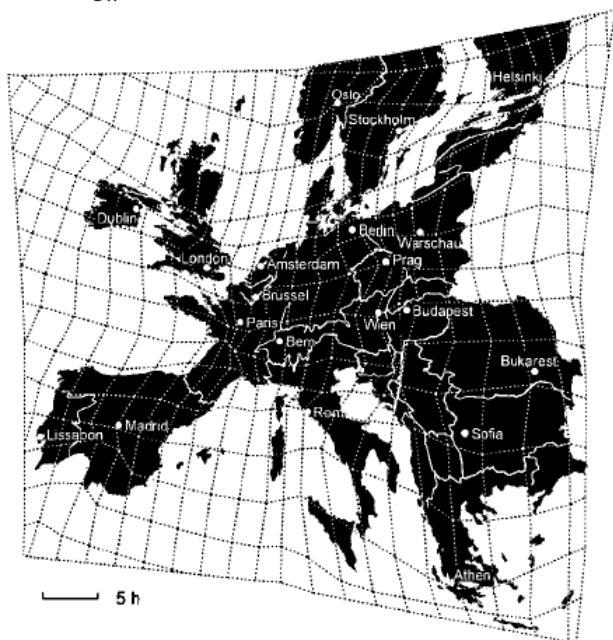 Helsinki
Oslo
Stockholm
Dublin
Berlin
Warschau
London
Amsterdam
Prag
Brüssel
Paris
Wien
Budapest
Bern
Bukarest
Rom
Lissabon
Madrid
Sofia
Athen
5 h